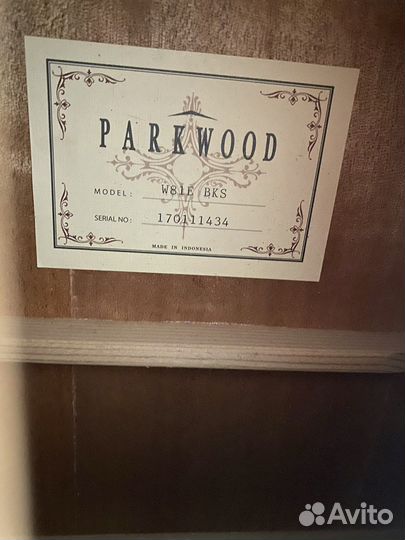 PARKWOOD
MODEL: W81E BKS
SERIAL NO: 170111434
MADE IN INDONESIA
Avito